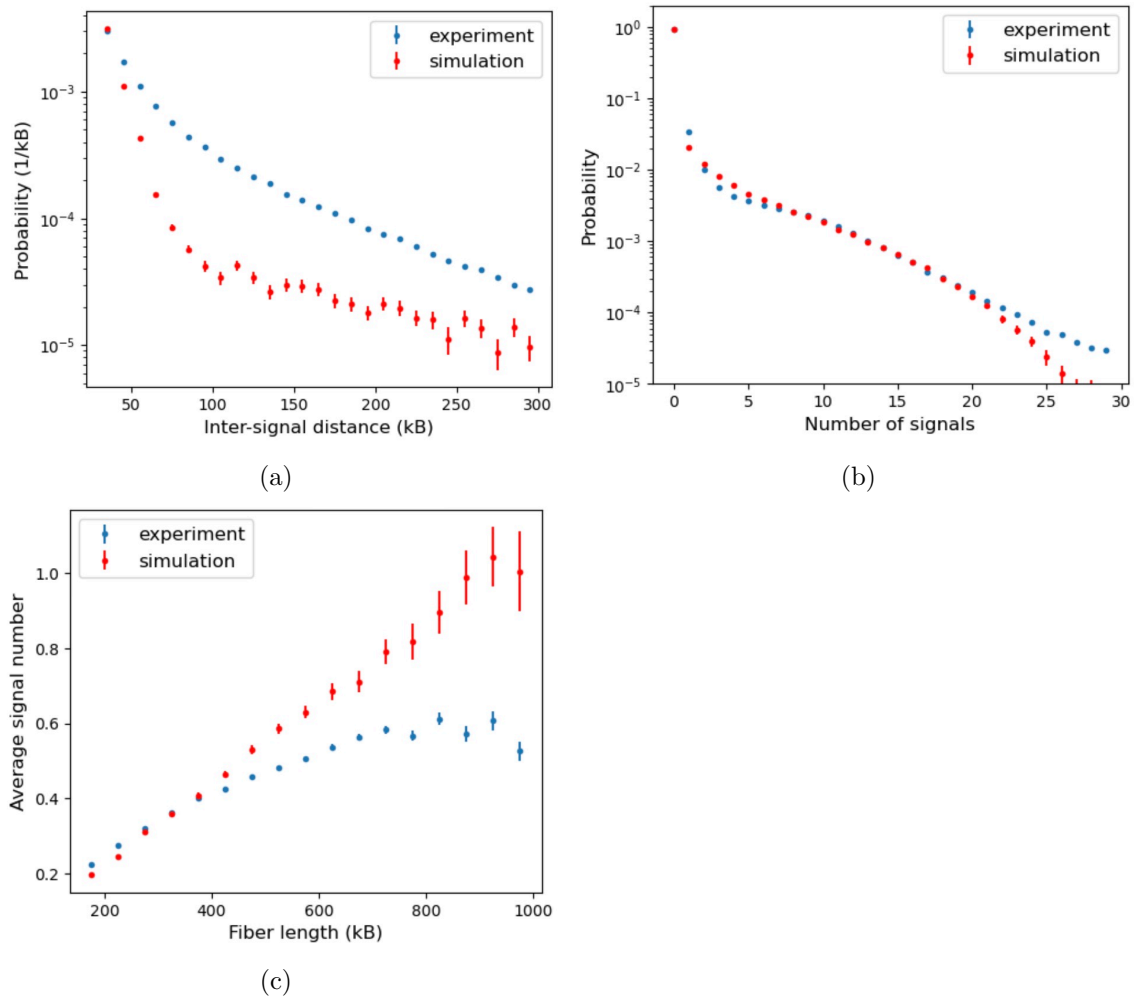 experiment
simulation
10⁻³
10⁻⁴
10⁻⁵
Probability (1/kB)
50 100 150 200 250 300
Inter-signal distance (kB)
(a)
experiment
simulation
10⁰
10⁻¹
10⁻²
10⁻³
10⁻⁴
10⁻⁵
Probability
0 5 10 15 20 25 30
Number of signals
(b)
experiment
simulation
1.0
0.8
0.6
0.4
0.2
Average signal number
200 400 600 800 1000
Fiber length (kB)
(c)